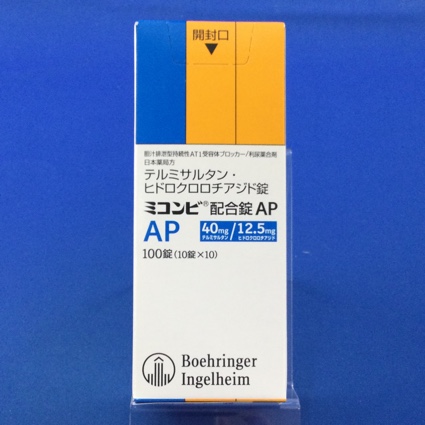 開封口
胆汁排泄型持続性AT1受容体ブロッカー/利尿薬合剤
日本薬局方
テルミサルタン・
ヒドロクロロチアジド錠
ミコンビ®配合錠AP
AP 40mg/12.5mg
テルミサルタン ヒドロクロロチアジド
100錠(10錠×10)
Boehringer
Ingelheim